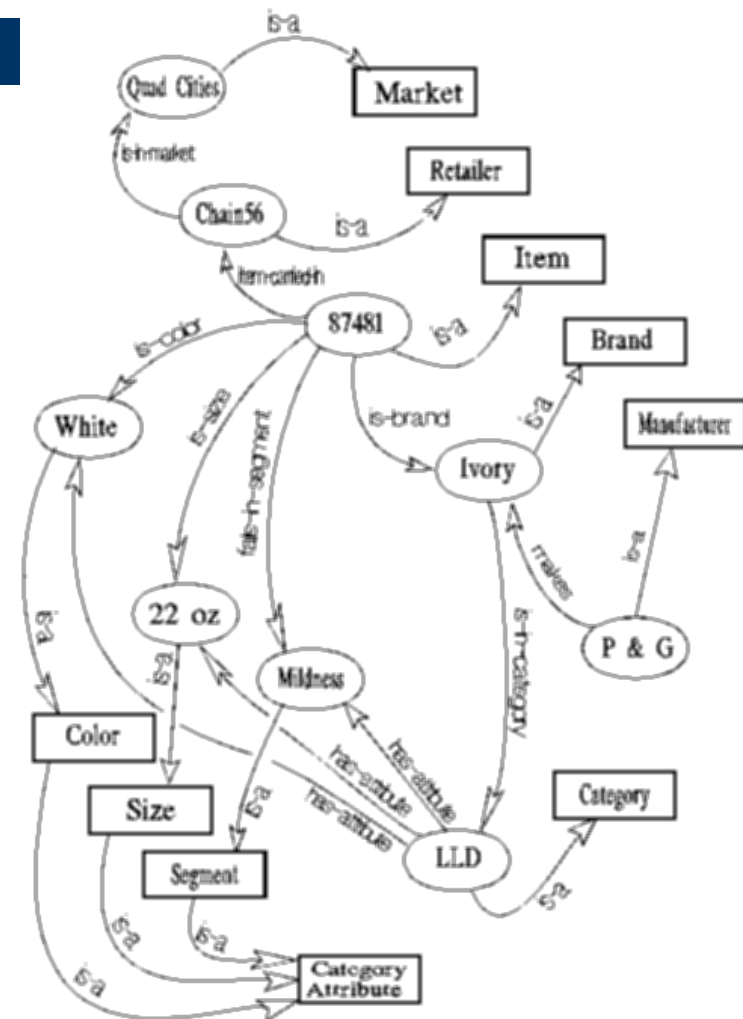 is-a
Quad Cities
Market
is-in-market
Retailer
Chain56
is-a
Item
item-carried-in
87481
is-a
Brand
is-color
is-size
is-brand
is-a
Manufacturer
White
falls-in-segment
Ivory
is-a
makes
22 oz
is-a
is-a
P & G
Mildness
is-in-category
Color
has-attribute
has-attribute
has-attribute
Category
Size
is-a
LLD
Segment
is-a
is-a
is-a
is-a
Category
Attribute